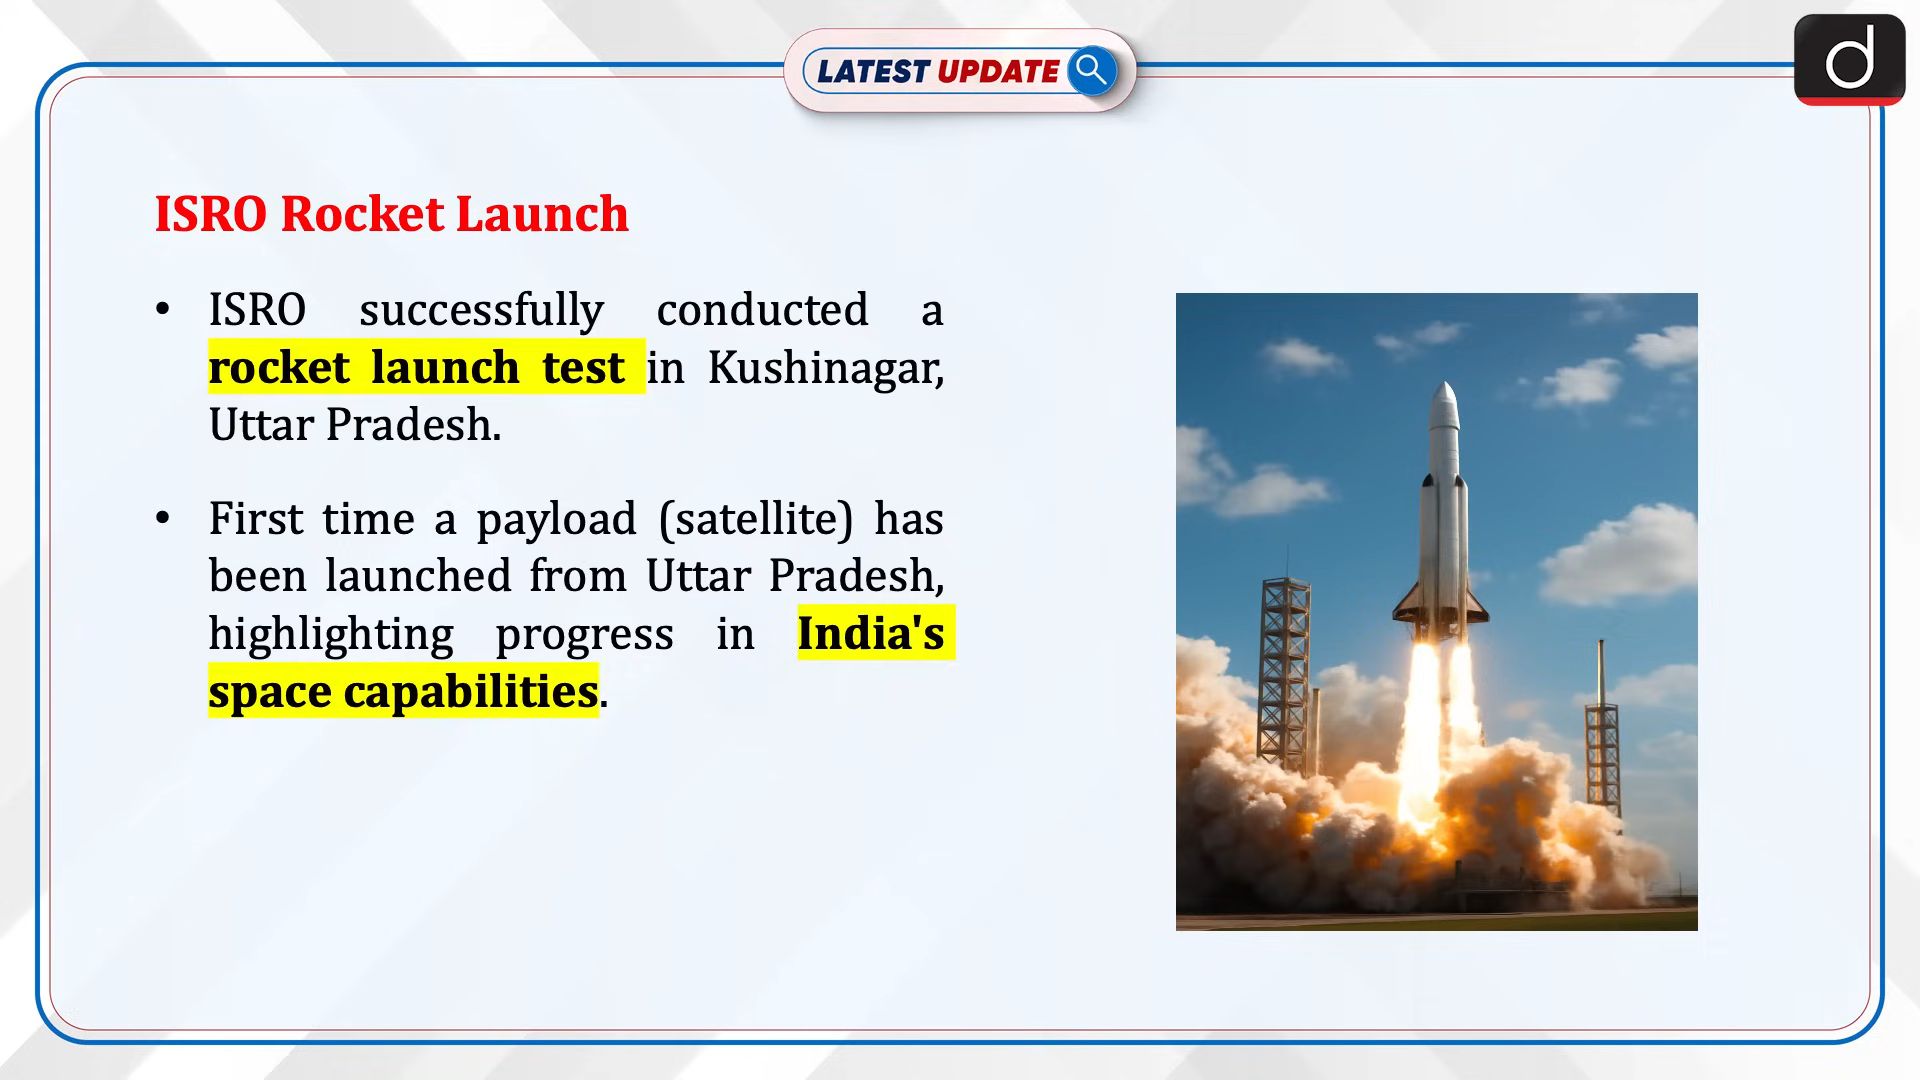 LATEST UPDATE
d
ISRO Rocket Launch
• ISRO successfully conducted a
rocket launch test in Kushinagar,
Uttar Pradesh.
• First time a payload (satellite) has
been launched from Uttar Pradesh,
highlighting progress in India's
space capabilities.